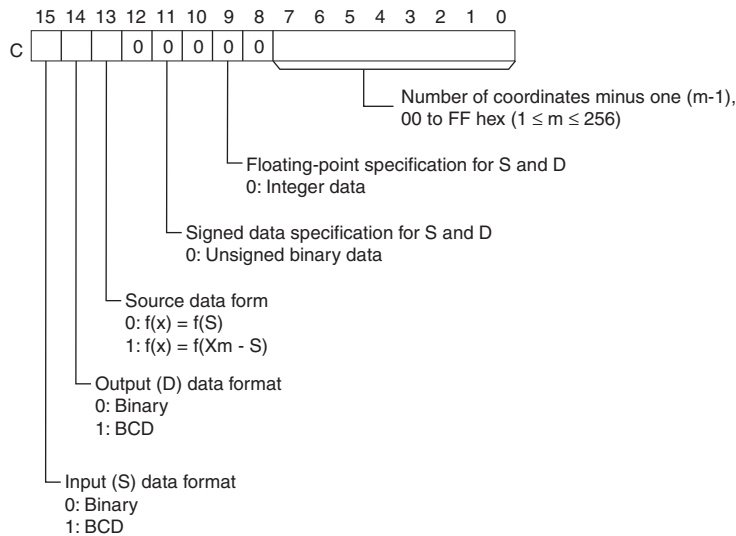 15 14 13 12 11 10 9 8 7 6 5 4 3 2 1 0
C 0 0 0 0 0
Number of coordinates minus one (m-1),
00 to FF hex (1 ≤ m ≤ 256)
Floating-point specification for S and D
0: Integer data
Signed data specification for S and D
0: Unsigned binary data
Source data form
0: f(x) = f(S)
1: f(x) = f(Xm - S)
Output (D) data format
0: Binary
1: BCD
Input (S) data format
0: Binary
1: BCD